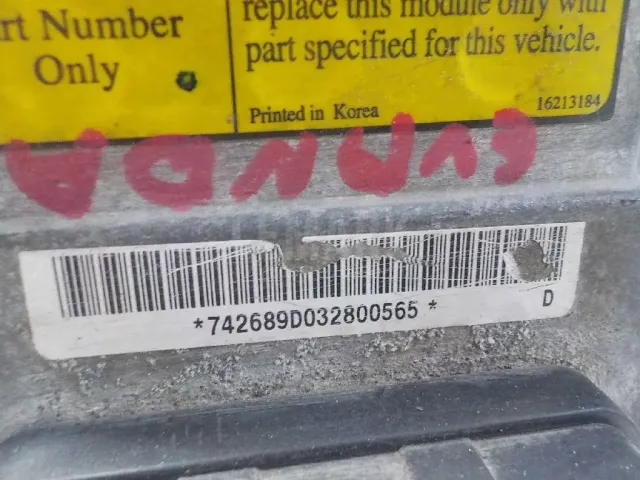 rt Number
Only
replace this module only with
part specified for this vehicle.
Printed in Korea
16213184
*742689D032800565*
D